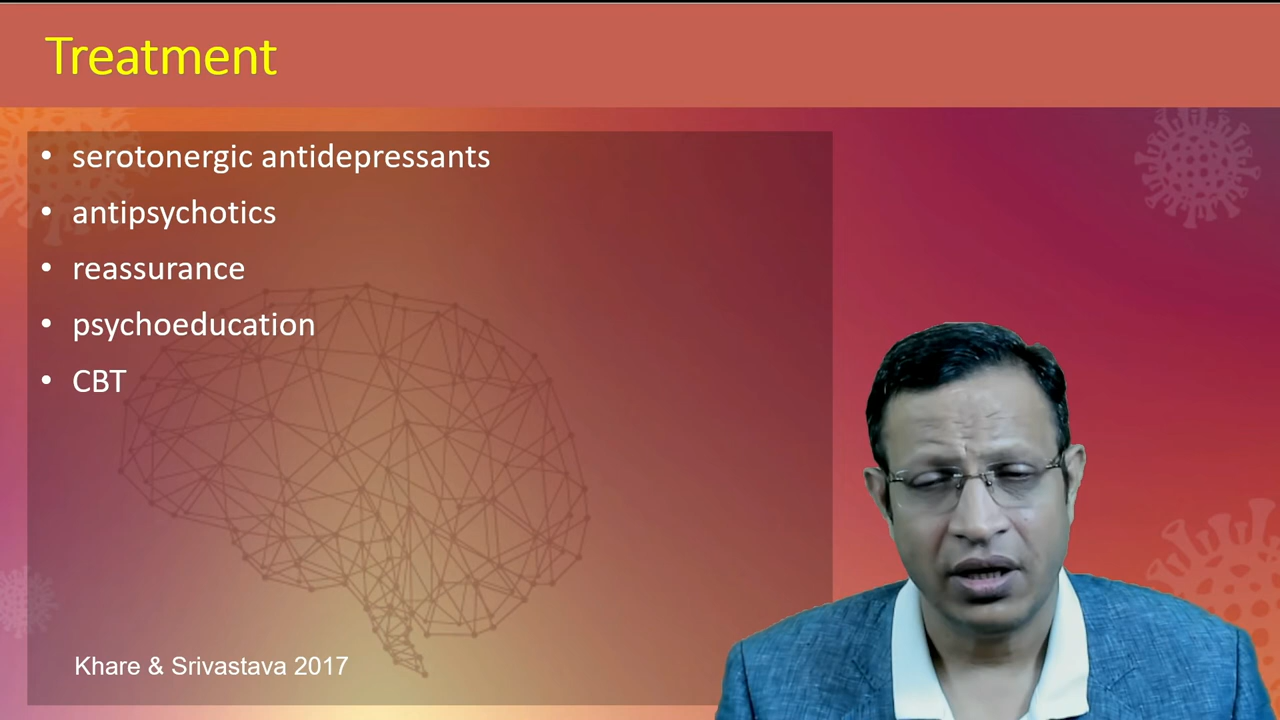 Treatment
• serotonergic antidepressants
• antipsychotics
• reassurance
• psychoeducation
• CBT
Khare & Srivastava 2017